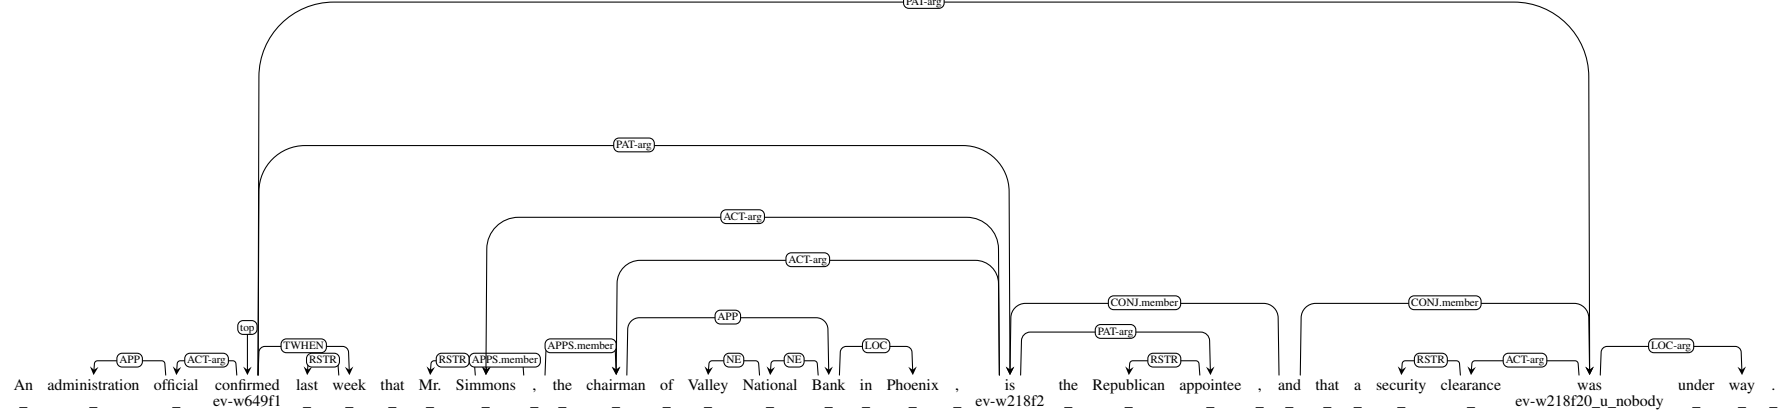 PAT-arg
PAT-arg
ACT-arg
ACT-arg
CONJ.member CONJ.member
APP
top PAT-arg
TWHEN APPS.member LOC LOC-arg
APP ACT-arg RSTR RSTR APPS.member NE NE RSTR RSTR ACT-arg
An administration official confirmed last week that Mr. Simmons , the chairman of Valley National Bank in Phoenix , is the Republican appointee , and that a security clearance was under way .
ev-w649f1 ev-w218f2 ev-w218f20_u_nobody
_ _ _ _ _ _ _ _ _ _ _ _ _ _ _ _ _ _ _ _ _ _ _ _ _ _ _ _ _ _ _ _ _